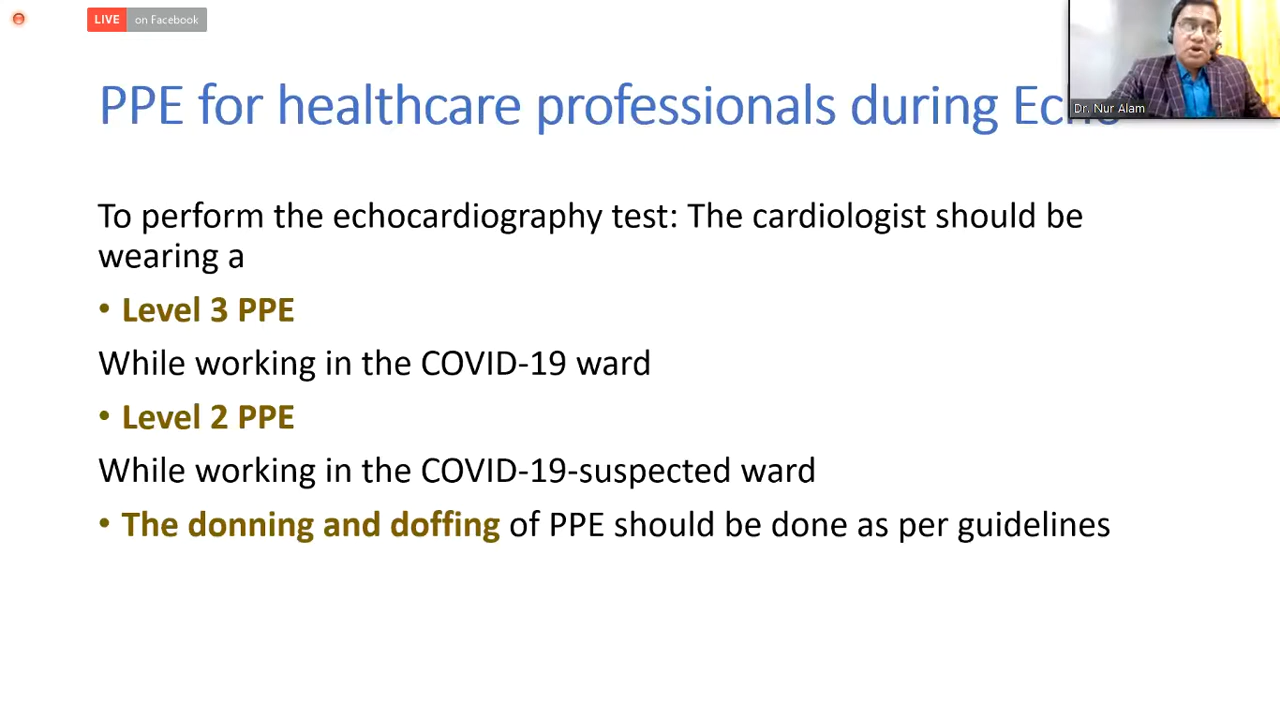 LIVE on Facebook
PPE for healthcare professionals during Echo
Dr. Nur Alam
To perform the echocardiography test: The cardiologist should be
wearing a
• Level 3 PPE
While working in the COVID-19 ward
• Level 2 PPE
While working in the COVID-19-suspected ward
• The donning and doffing of PPE should be done as per guidelines